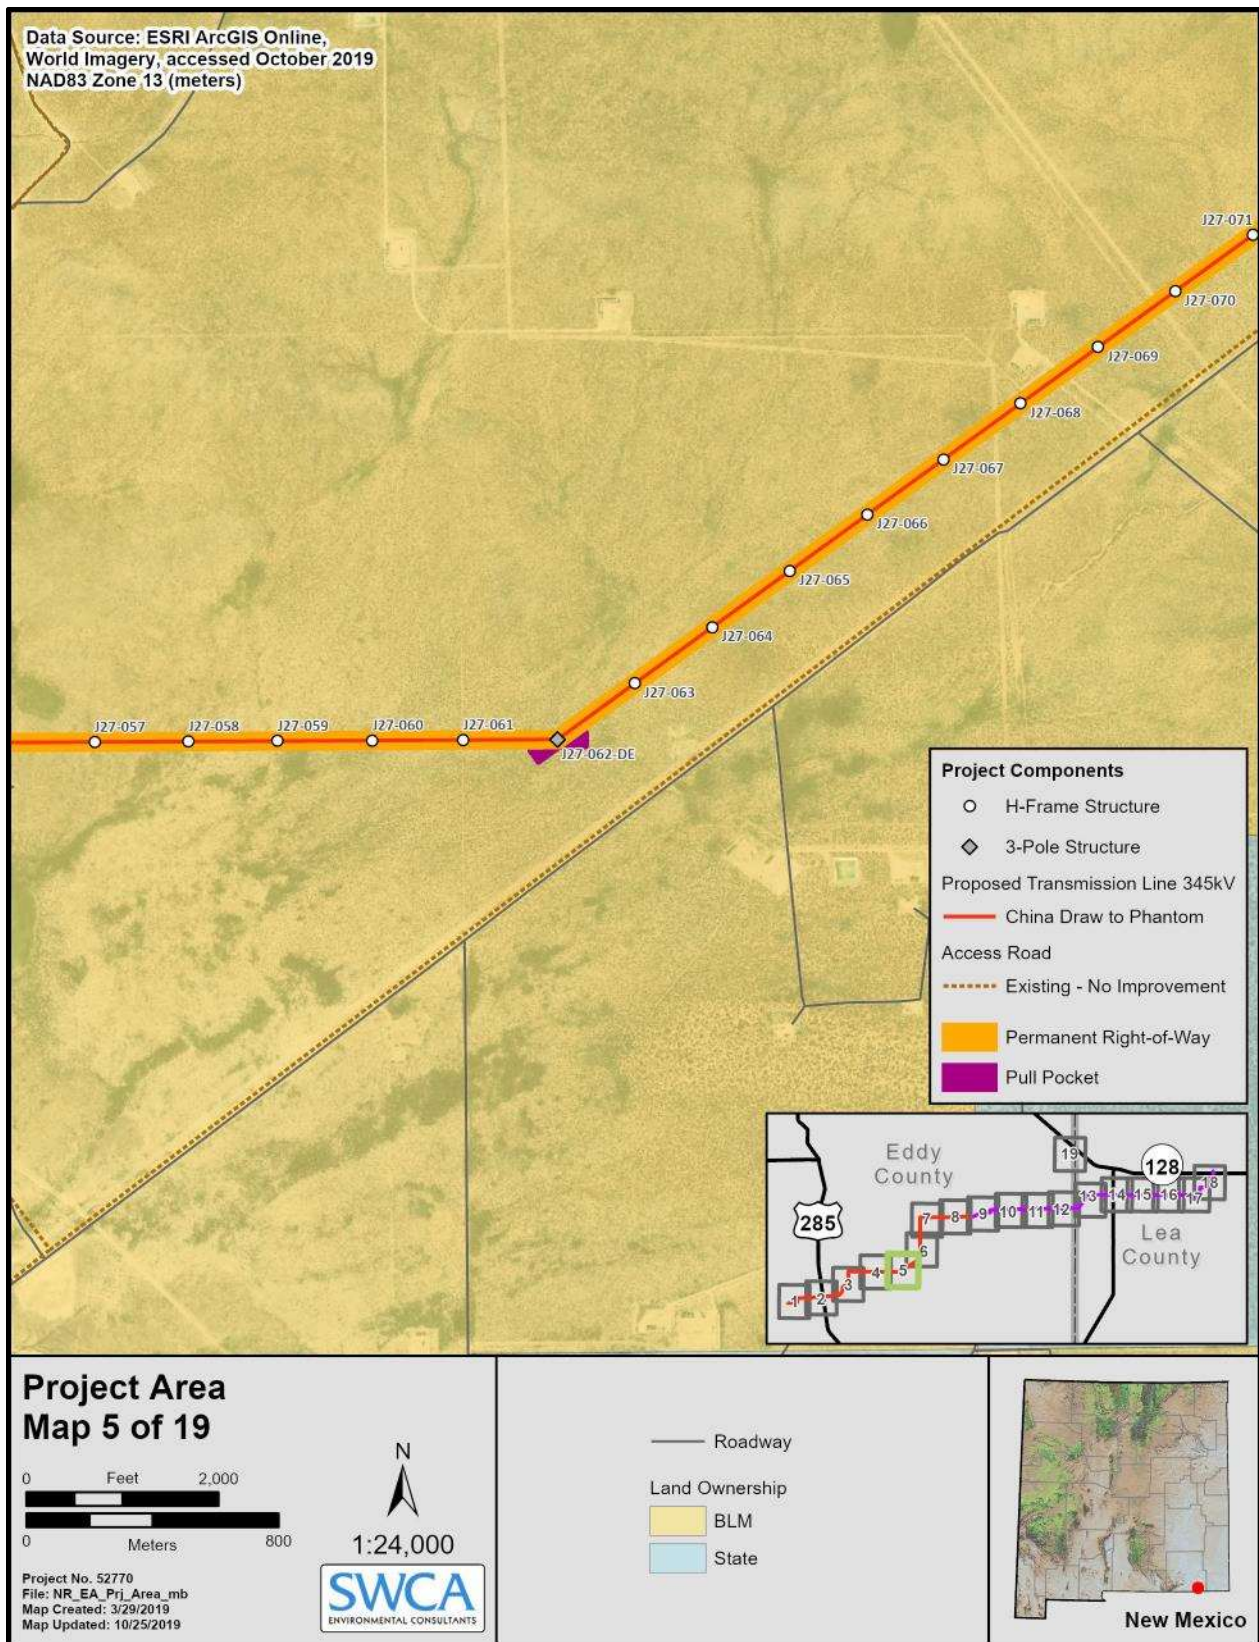 Data Source: ESRI ArcGIS Online,
World Imagery, accessed October 2019
NAD83 Zone 13 (meters)
J27-071
J27-070
J27-069
J27-068
J27-067
J27-066
J27-065
J27-064
J27-063
J27-057
J27-058
J27-059
J27-060
J27-061
J27-062-DE
Project Components
H-Frame Structure
3-Pole Structure
Proposed Transmission Line 345kV
China Draw to Phantom
Access Road
Existing - No Improvement
Permanent Right-of-Way
Pull Pocket
Eddy
County
285
128
Lea
County
1
2
3
4
5
6
7
8
9
10
11
12
13
14
15
16
17
18
19
Project Area
Map 5 of 19
0 Feet 2,000
0 Meters 800
Project No. 52770
File: NR_EA_Prj_Area_mb
Map Created: 3/29/2019
Map Updated: 10/25/2019
N
1:24,000
SWCA
ENVIRONMENTAL CONSULTANTS
Roadway
Land Ownership
BLM
State
New Mexico